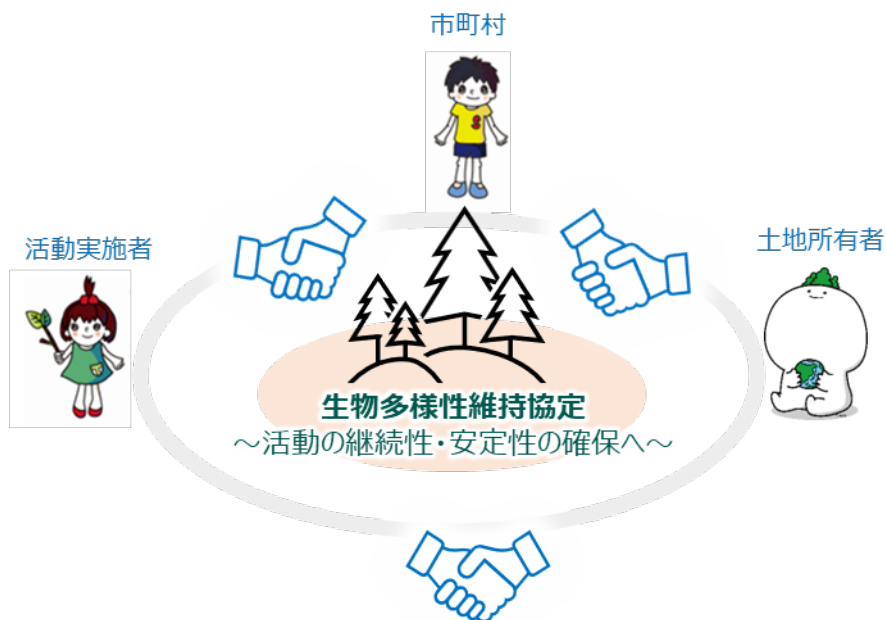 市町村
活動実施者
土地所有者
生物多様性維持協定
～活動の継続性・安定性の確保へ～